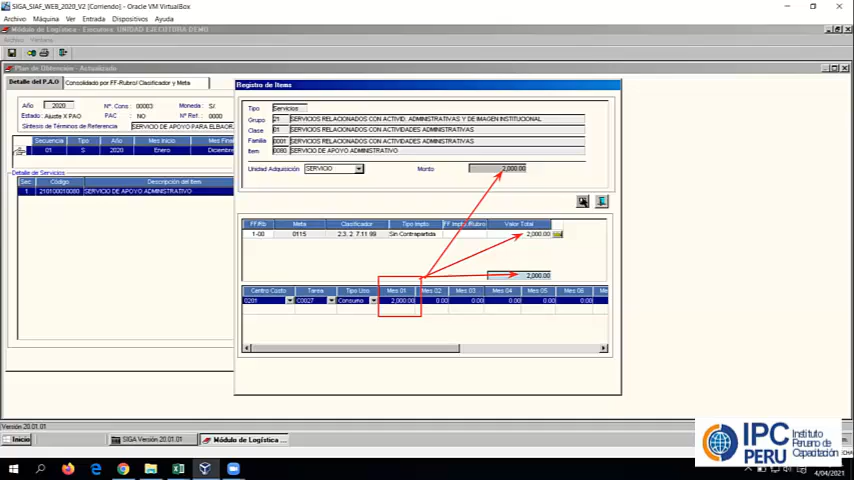 SIGA_SIAF_WEB_2020_V2 [Corriendo] - Oracle VM VirtualBox
Archivo Máquina Ver Entrada Dispositivos Ayuda
Módulo de Logística - Executora: UNIDAD EJECUTORA DEMO
Archivo Ventana
Plan de Obtencion - Actualizado
Detalle del P.A.O Consolidado por FF-Rubro/ Clasificador y Meta
Año 2020 Nº Cons : 00003 Moneda : S/
Estado : Ajuste X PAO PAC : NO Nº Ref. : 0000
Síntesis de Términos de Referencia
Secuencia Tipo Año Mes Inicio Mes Final
01 S 2020 Enero Diciembre
Detalle de Servicios
Sec Código Descripción del Item
1 210100010080 SERVICIO DE APOYO ADMINISTRATIVO
Registro de Items
Tipo Servicios
Grupo 21 SERVICIOS RELACIONADOS CON ACTIVID. ADMINISTRATIVAS Y DE IMAGEN INSTITUCIONAL
Clase 01 SERVICIOS RELACIONADOS CON ACTIVIDADES ADMINISTRATIVAS
Familia 0001 SERVICIOS RELACIONADOS CON ACTIVIDADES ADMINISTRATIVAS
Item 0080 SERVICIO DE APOYO ADMINISTRATIVO
Unidad Adquisición SERVICIO Monto 2,000.00
FF/Rb Meta Clasificador Tipo Impto FF Impto/Rubro Valor Total
1-00 0115 2.3. 2 7.11 99 Sin Contrapartida 2,000.00
2,000.00
Centro Costo Tarea Tipo Uso Mes 01 Mes 02 Mes 03 Mes 04 Mes 05 Mes 06
0201 C0027 Consumo 2,000.00 0.00 0.00 0.00 0.00 0.00
Versión 20.01.01
Inicio SIGA Versión 20.01.01 Módulo de Logística ...
IPC PERU
Instituto Peruano de Capacitación
4/04/2021